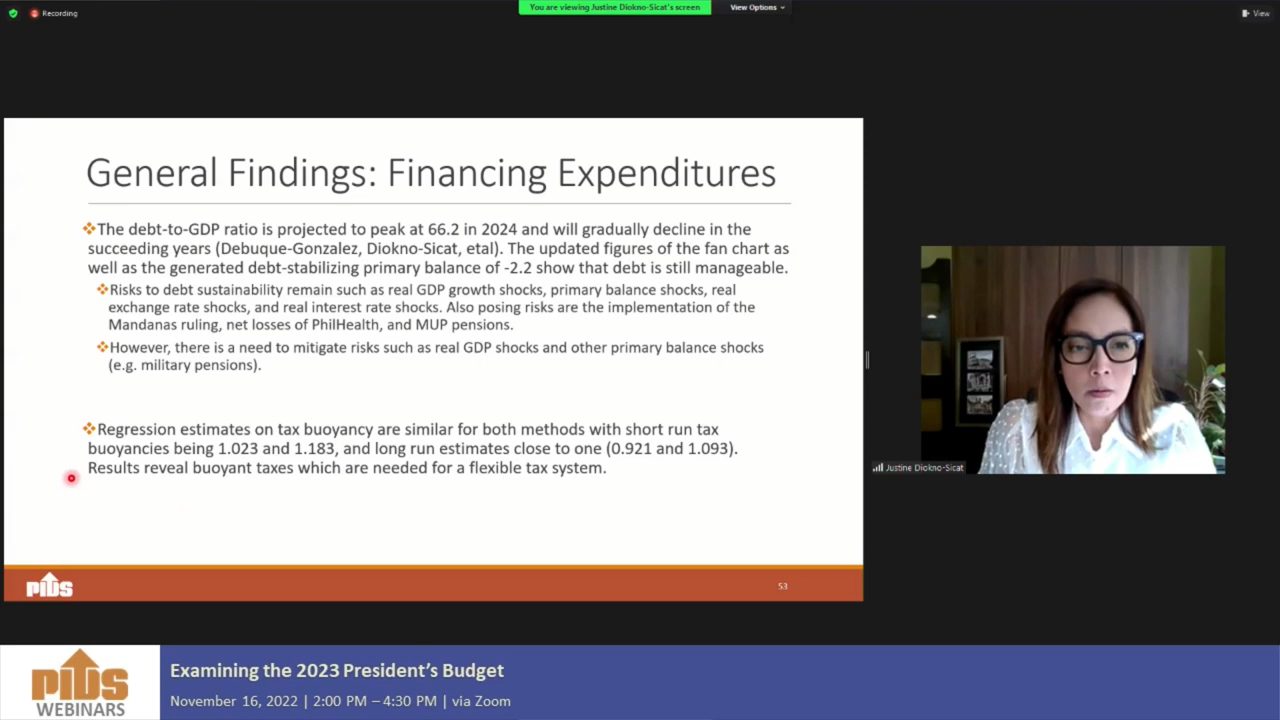 Recording
You are viewing Justine Diokno-Sicat's screen
View Options
View
General Findings: Financing Expenditures
The debt-to-GDP ratio is projected to peak at 66.2 in 2024 and will gradually decline in the
succeeding years (Debuque-Gonzalez, Diokno-Sicat, etal). The updated figures of the fan chart as
well as the generated debt-stabilizing primary balance of -2.2 show that debt is still manageable.
Risks to debt sustainability remain such as real GDP growth shocks, primary balance shocks, real
exchange rate shocks, and real interest rate shocks. Also posing risks are the implementation of the
Mandanas ruling, net losses of PhilHealth, and MUP pensions.
However, there is a need to mitigate risks such as real GDP shocks and other primary balance shocks
(e.g. military pensions).
Regression estimates on tax buoyancy are similar for both methods with short run tax
buoyancies being 1.023 and 1.183, and long run estimates close to one (0.921 and 1.093).
Results reveal buoyant taxes which are needed for a flexible tax system.
Justine Diokno-Sicat
PIDS
53
PIDS
WEBINARS
Examining the 2023 President's Budget
November 16, 2022 | 2:00 PM – 4:30 PM | via Zoom